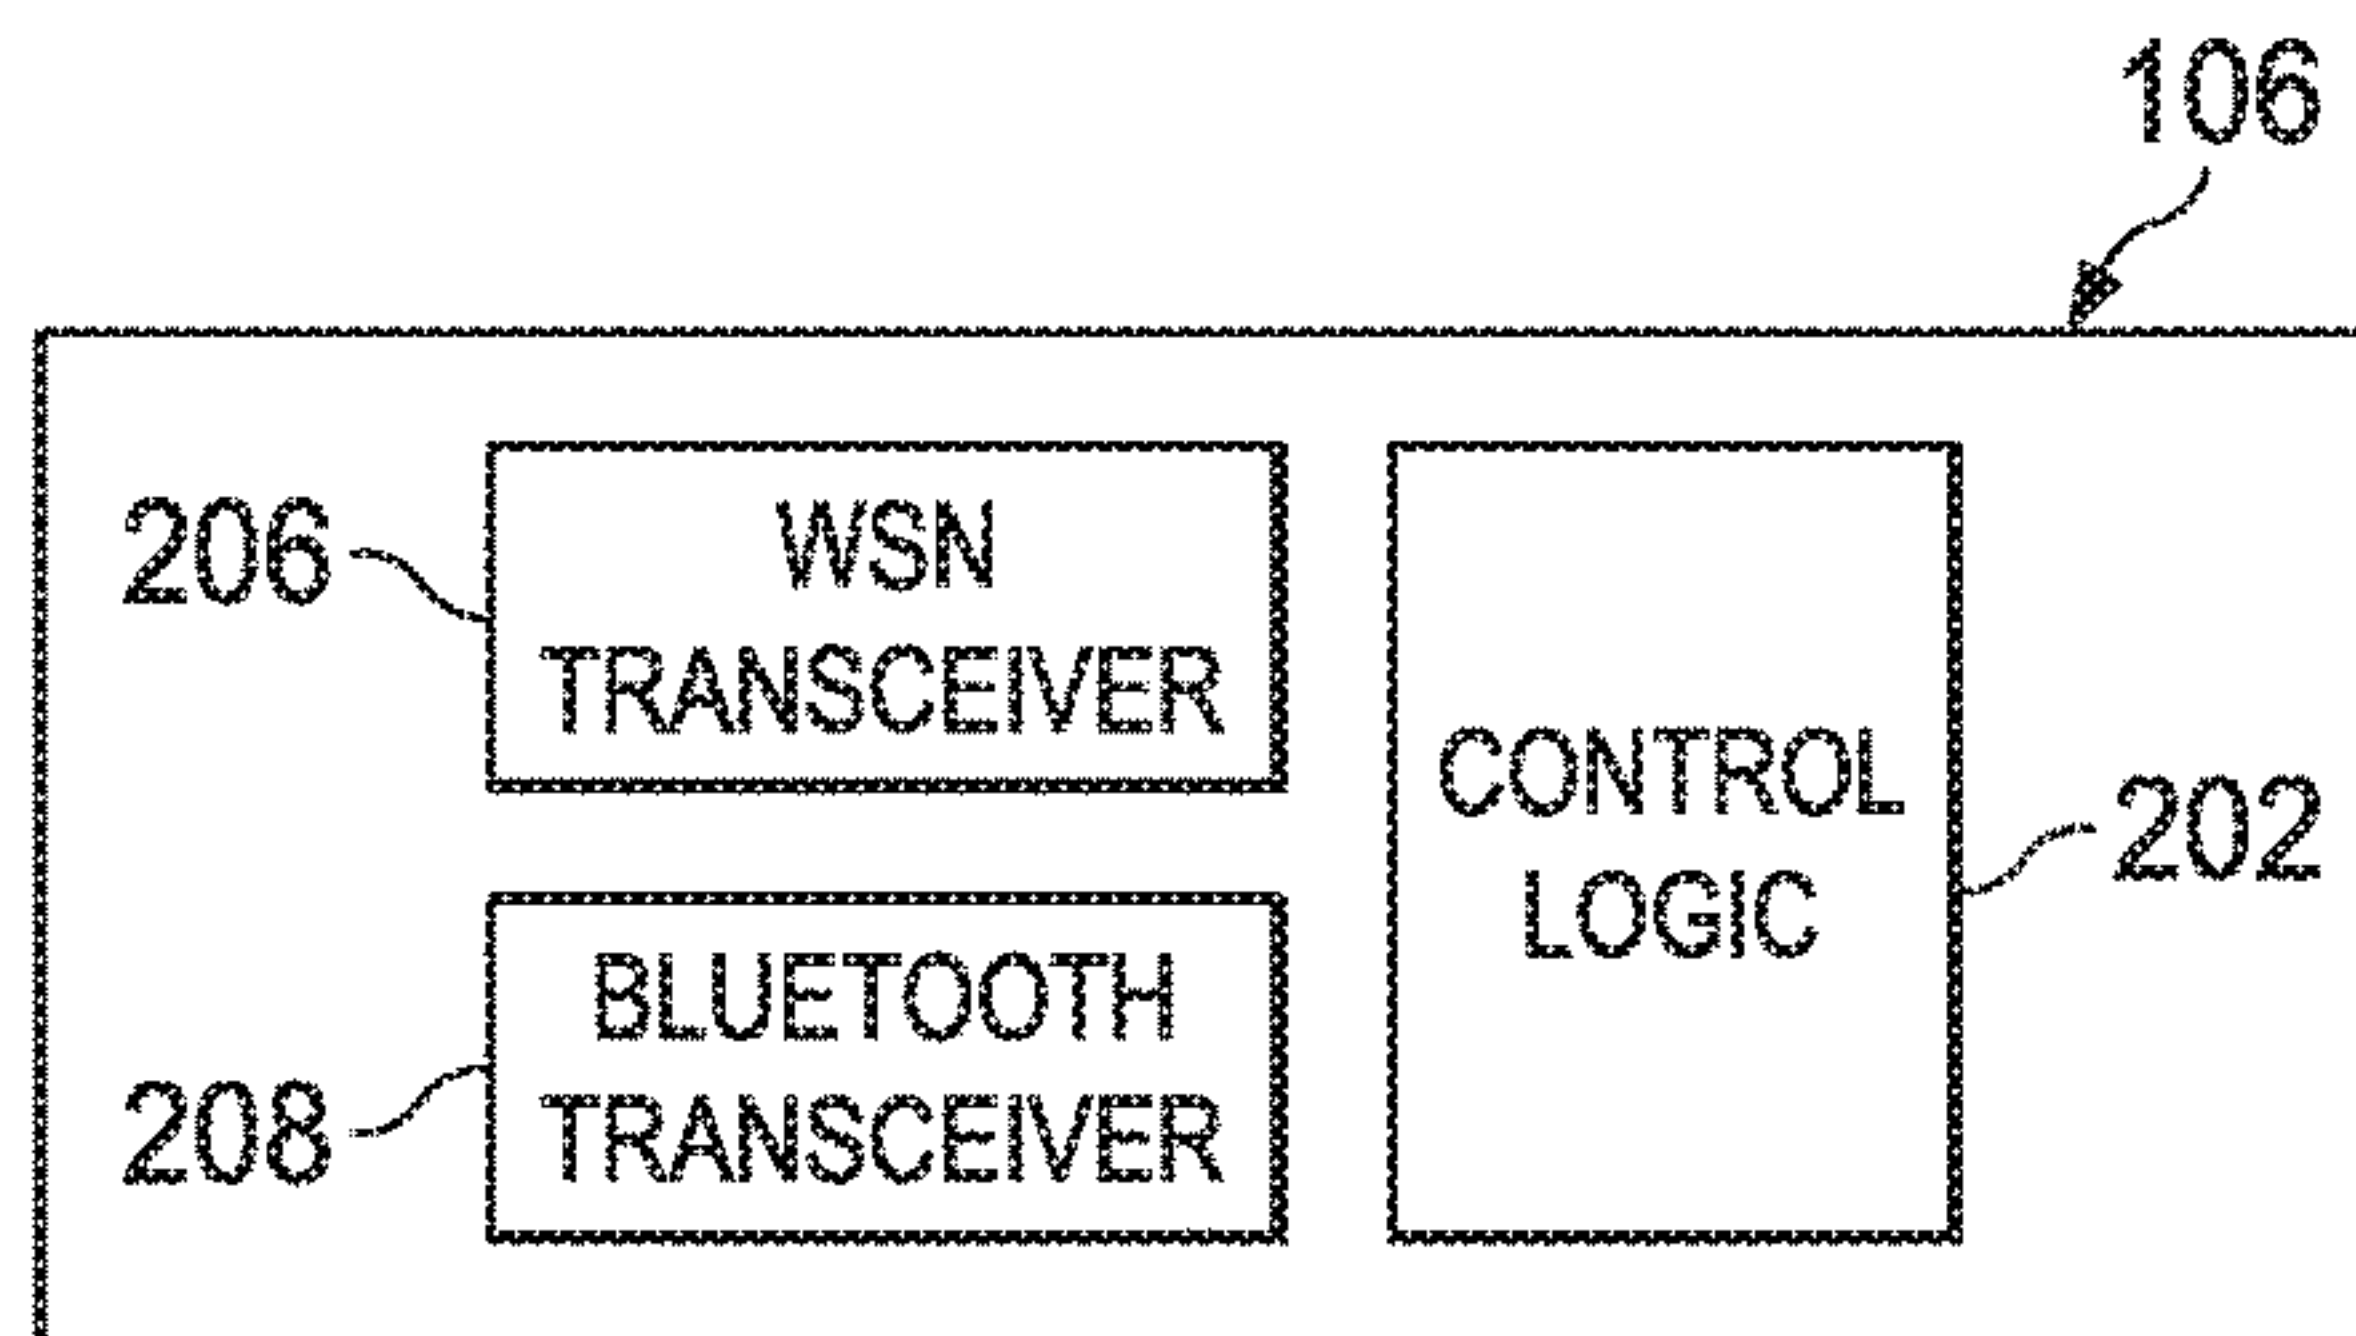 106
206
WSN
TRANSCEIVER
CONTROL
LOGIC
202
BLUETOOTH
TRANSCEIVER
208